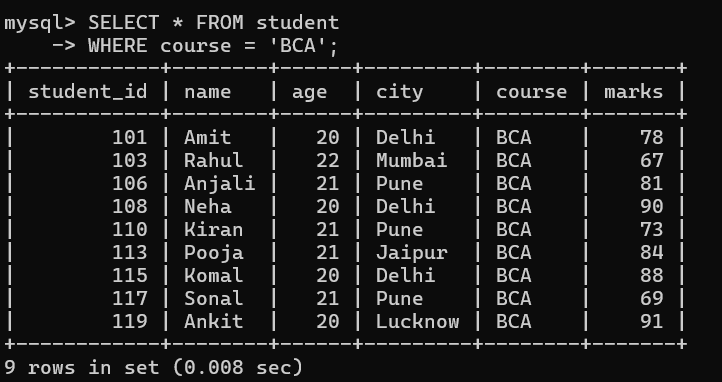 mysql> SELECT * FROM student
    -> WHERE course = 'BCA';
+------------+--------+------+---------+--------+-------+
| student_id | name   | age  | city    | course | marks |
+------------+--------+------+---------+--------+-------+
|        101 | Amit   |   20 | Delhi   | BCA    |    78 |
|        103 | Rahul  |   22 | Mumbai  | BCA    |    67 |
|        106 | Anjali |   21 | Pune    | BCA    |    81 |
|        108 | Neha   |   20 | Delhi   | BCA    |    90 |
|        110 | Kiran  |   21 | Pune    | BCA    |    73 |
|        113 | Pooja  |   21 | Jaipur  | BCA    |    84 |
|        115 | Komal  |   20 | Delhi   | BCA    |    88 |
|        117 | Sonal  |   21 | Pune    | BCA    |    69 |
|        119 | Ankit  |   20 | Lucknow | BCA    |    91 |
+------------+--------+------+---------+--------+-------+
9 rows in set (0.008 sec)